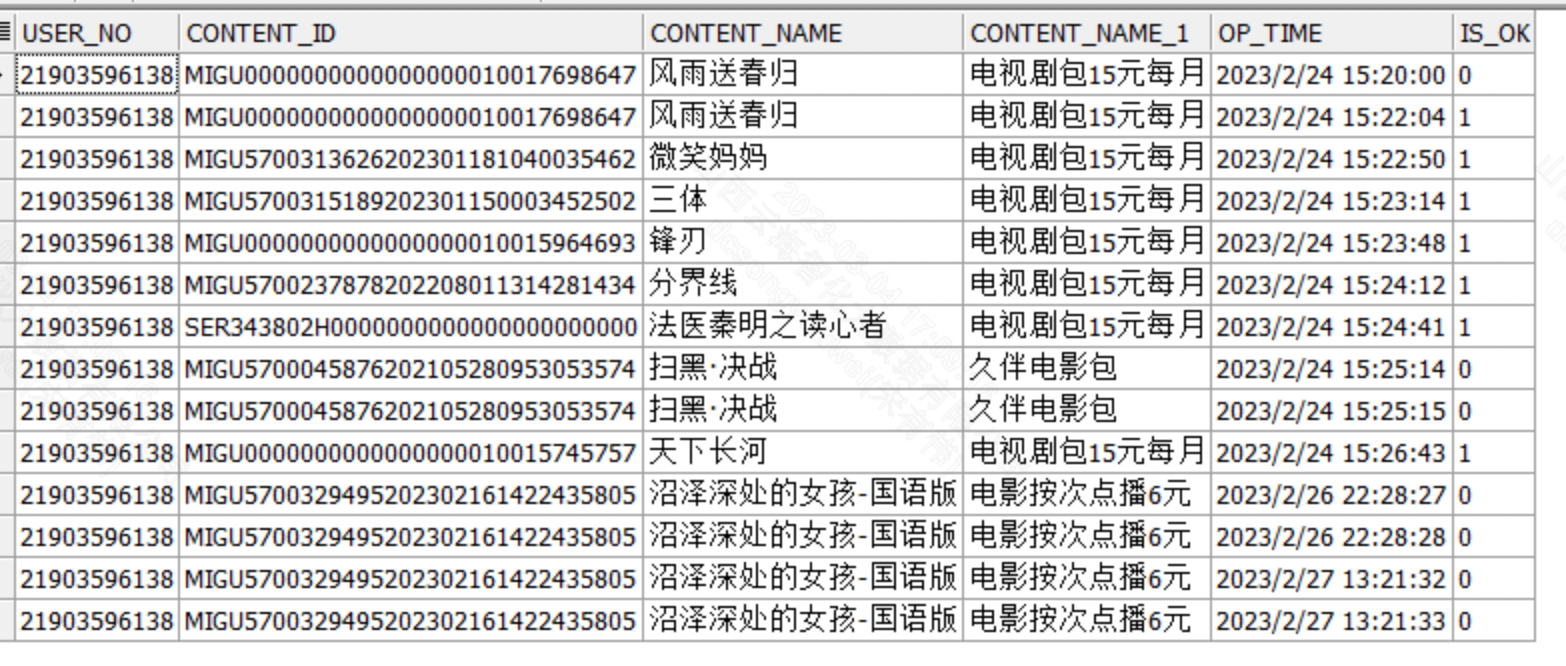 USER_NO CONTENT_ID CONTENT_NAME CONTENT_NAME_1 OP_TIME IS_OK
21903596138 MIGU0000000000000000010017698647 风雨送春归 电视剧包15元每月 2023/2/24 15:20:00 0
21903596138 MIGU0000000000000000010017698647 风雨送春归 电视剧包15元每月 2023/2/24 15:22:04 1
21903596138 MIGU5700313626202301181040035462 微笑妈妈 电视剧包15元每月 2023/2/24 15:22:50 1
21903596138 MIGU5700315189202301150003452502 三体 电视剧包15元每月 2023/2/24 15:23:14 1
21903596138 MIGU0000000000000000010015964693 锋刃 电视剧包15元每月 2023/2/24 15:23:48 1
21903596138 MIGU5700237878202208011314281434 分界线 电视剧包15元每月 2023/2/24 15:24:12 1
21903596138 SER343802H0000000000000000000000 法医秦明之读心者 电视剧包15元每月 2023/2/24 15:24:41 1
21903596138 MIGU5700045876202105280953053574 扫黑·决战 久伴电影包 2023/2/24 15:25:14 0
21903596138 MIGU5700045876202105280953053574 扫黑·决战 久伴电影包 2023/2/24 15:25:15 0
21903596138 MIGU0000000000000000010015745757 天下长河 电视剧包15元每月 2023/2/24 15:26:43 1
21903596138 MIGU5700329495202302161422435805 沼泽深处的女孩-国语版 电影按次点播6元 2023/2/26 22:28:27 0
21903596138 MIGU5700329495202302161422435805 沼泽深处的女孩-国语版 电影按次点播6元 2023/2/26 22:28:28 0
21903596138 MIGU5700329495202302161422435805 沼泽深处的女孩-国语版 电影按次点播6元 2023/2/27 13:21:32 0
21903596138 MIGU5700329495202302161422435805 沼泽深处的女孩-国语版 电影按次点播6元 2023/2/27 13:21:33 0